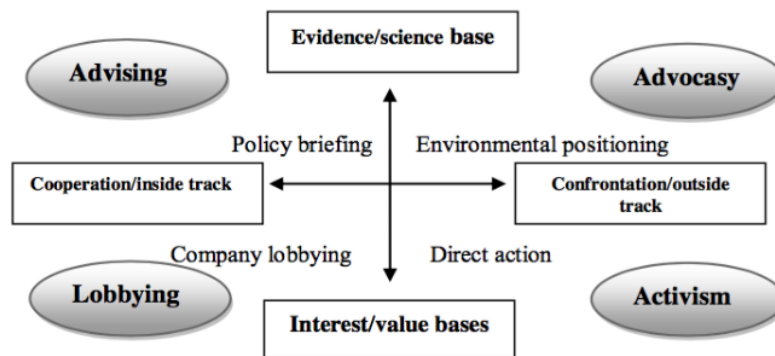 Evidence/science base
Advising
Advocasy
Policy briefing
Environmental positioning
Cooperation/inside track
Confrontation/outside
track
Company lobbying
Direct action
Lobbying
Activism
Interest/value bases